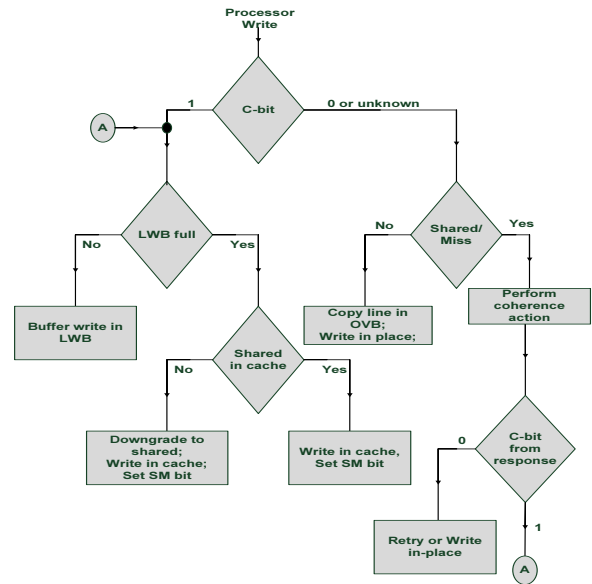 Processor
Write
C-bit
1
0 or unknown
A
LWB full
Shared/
Miss
No
Yes
No
Yes
Buffer write in
LWB
Shared
in cache
Copy line in
OVB;
Write in place;
Perform
coherence
action
No
Yes
Downgrade to
shared;
Write in cache;
Set SM bit
Write in cache,
Set SM bit
C-bit
from
response
0
1
Retry or Write
in-place
A